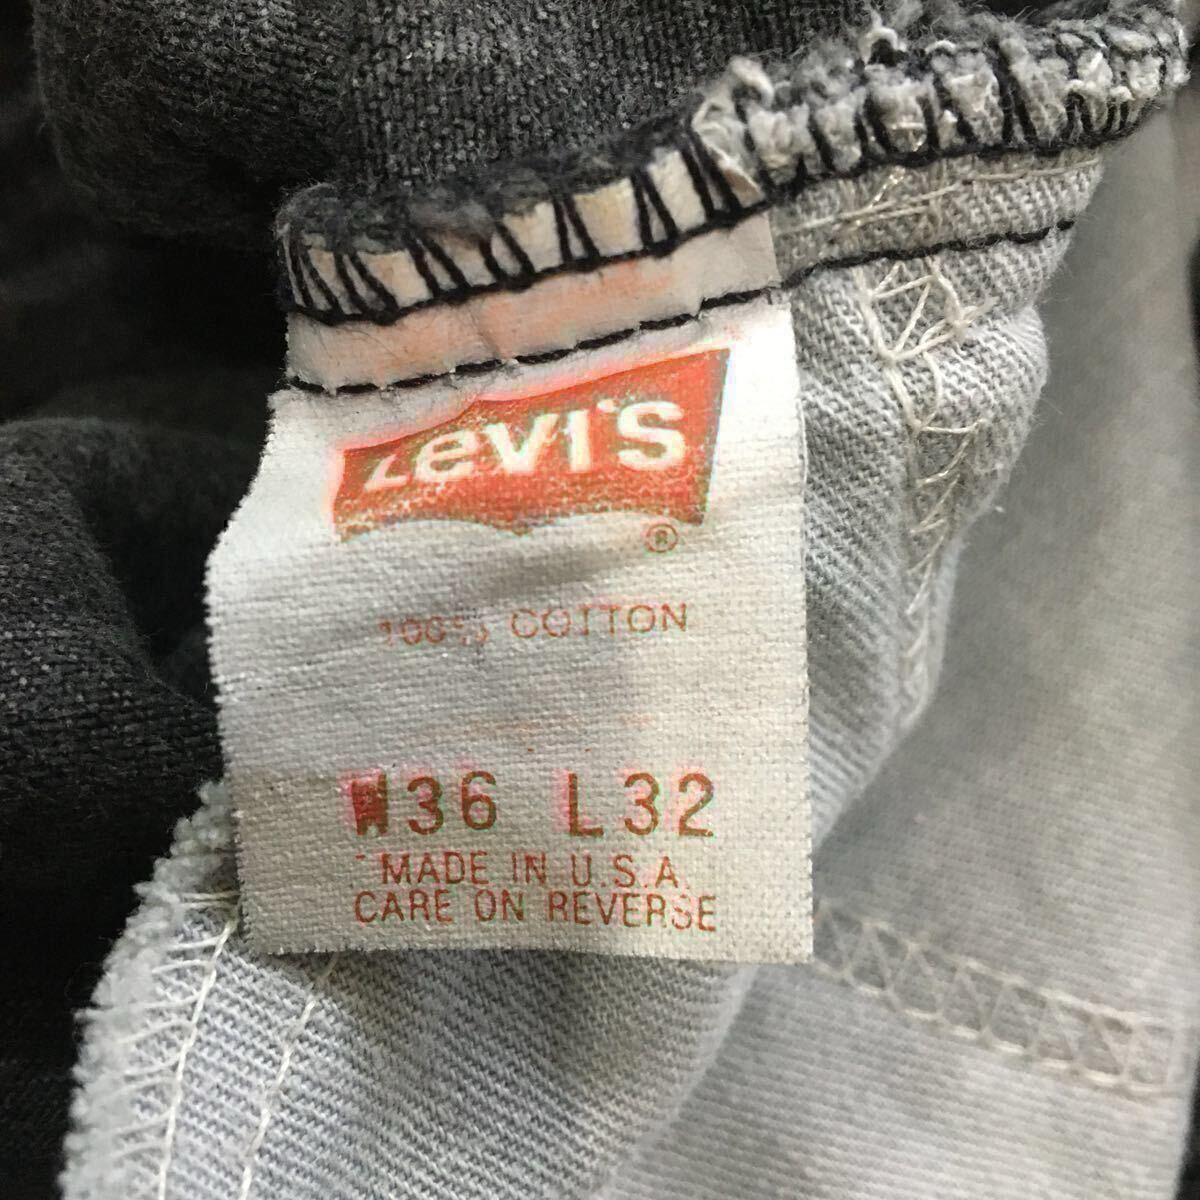 Levi's
®
100% COTTON
W36 L32
MADE IN U.S.A.
CARE ON REVERSE